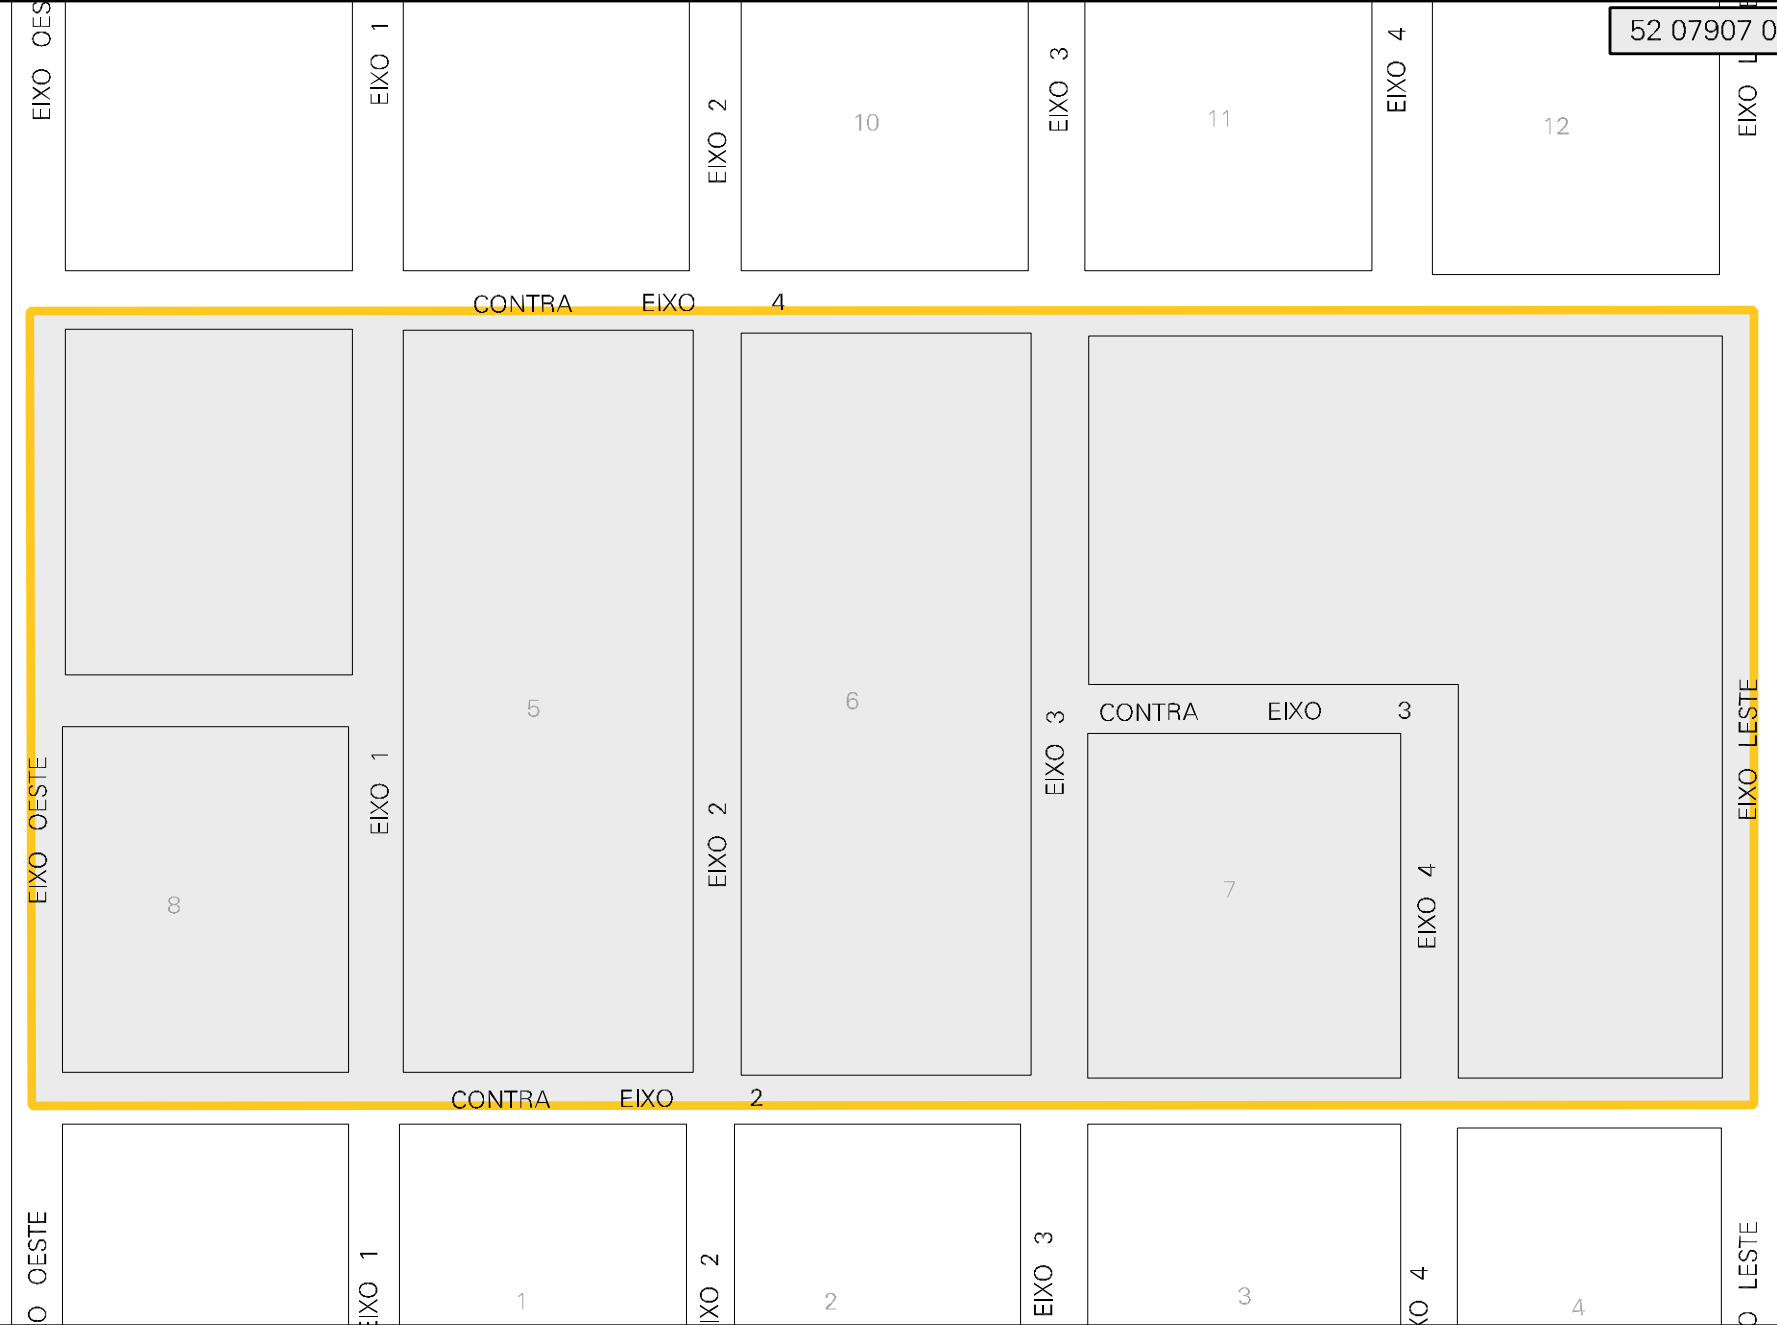 EIXO OES
EIXO 1
EIXO 2
EIXO 3
EIXO 4
52 07907 0
EIXO L
10
11
12
CONTRA EIXO 4
5
6
EIXO 3
CONTRA EIXO 3
EIXO LESTE
EIXO OESTE
EIXO 1
EIXO 2
8
7
EIXO 4
CONTRA EIXO 2
O OESTE
EIXO 1
IXO 2
EIXO 3
XO 4
O LESTE
1
2
3
4